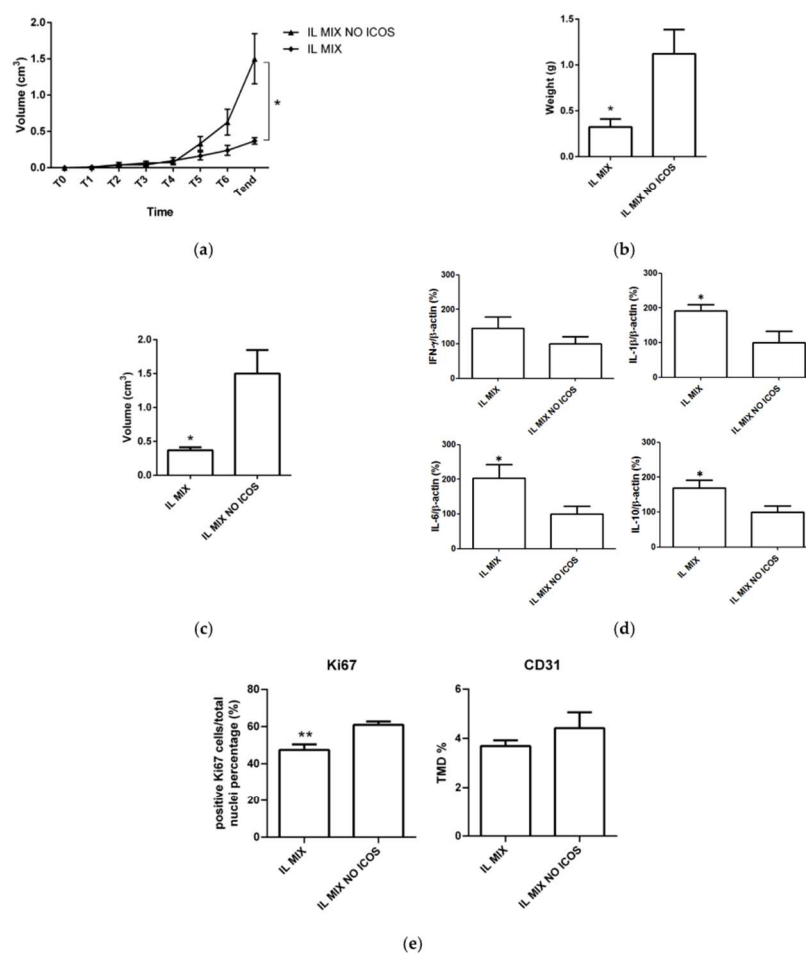 IL MIX NO ICOS
IL MIX
Volume (cm³)
2.0
1.5
1.0
0.5
0.0
*
T0 T1 T2 T3 T4 T5 T6 Tend
Time
(a)
Weight (g)
1.5
1.0
0.5
0.0
*
IL MIX
IL MIX NO ICOS
(b)
Volume (cm³)
2.0
1.5
1.0
0.5
0.0
*
IL MIX
IL MIX NO ICOS
(c)
IFN-γ/β-actin (%)
300
200
100
0
IL MIX
IL MIX NO ICOS
IL-1β/β-actin (%)
300
200
100
0
*
IL MIX
IL MIX NO ICOS
IL-6/β-actin (%)
300
200
100
0
*
IL MIX
IL MIX NO ICOS
IL-10/β-actin (%)
300
200
100
0
*
IL MIX
IL MIX NO ICOS
(d)
Ki67
positive Ki67 cells/total
nuclei percentage (%)
80
60
40
20
0
**
IL MIX
IL MIX NO ICOS
CD31
TMD %
6
4
2
0
IL MIX
IL MIX NO ICOS
(e)